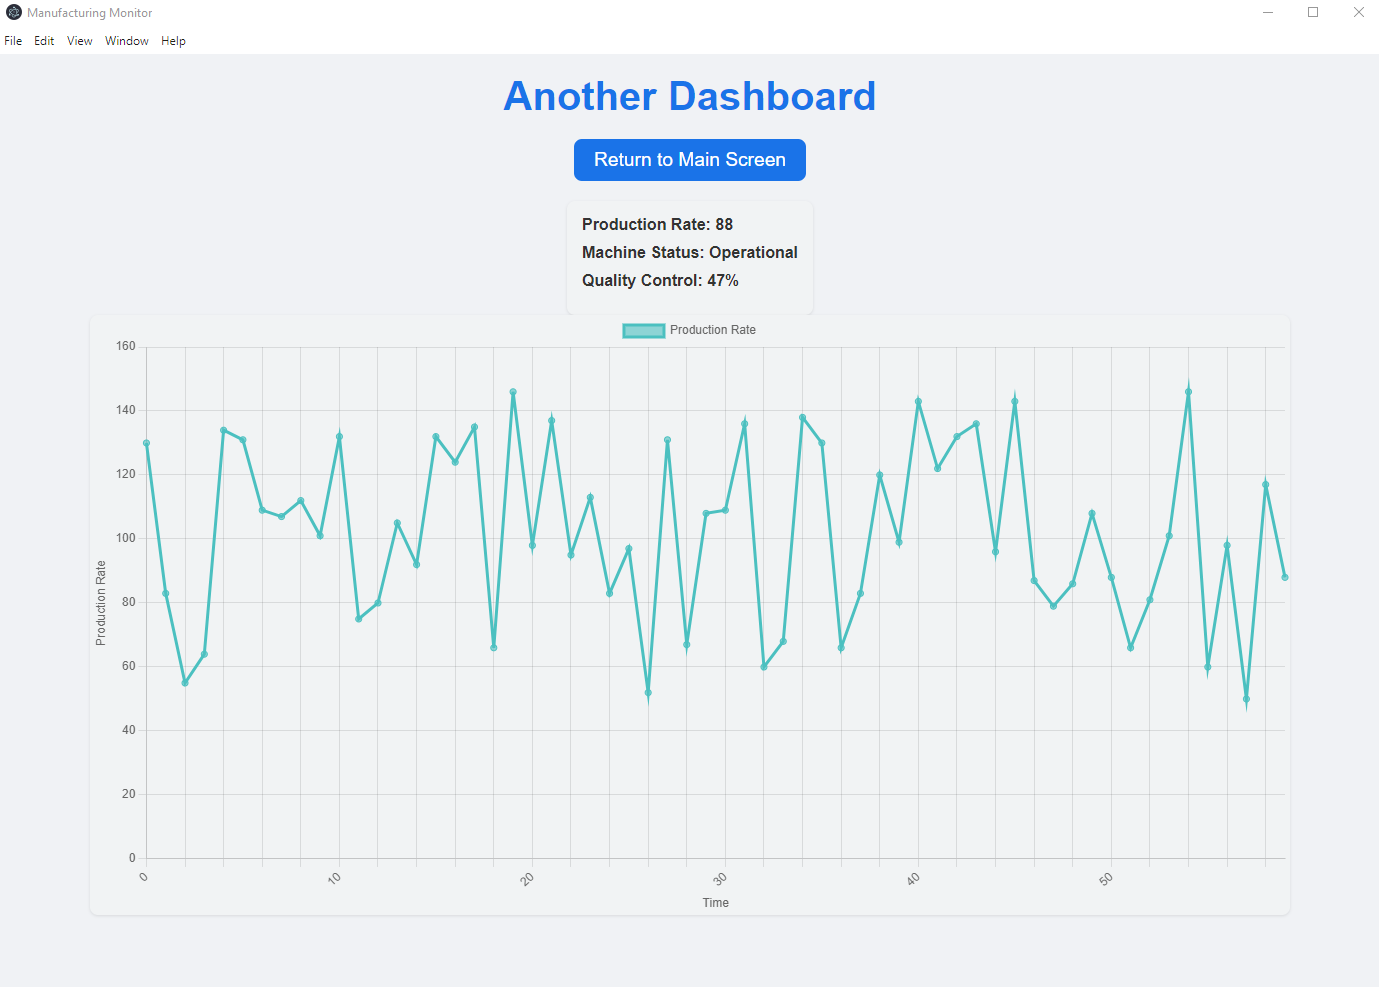 Manufacturing Monitor
File Edit View Window Help
Another Dashboard
Return to Main Screen
Production Rate: 88
Machine Status: Operational
Quality Control: 47%
Production Rate
160
140
120
100
80
60
40
20
0
Production Rate
0 10 20 30 40 50
Time